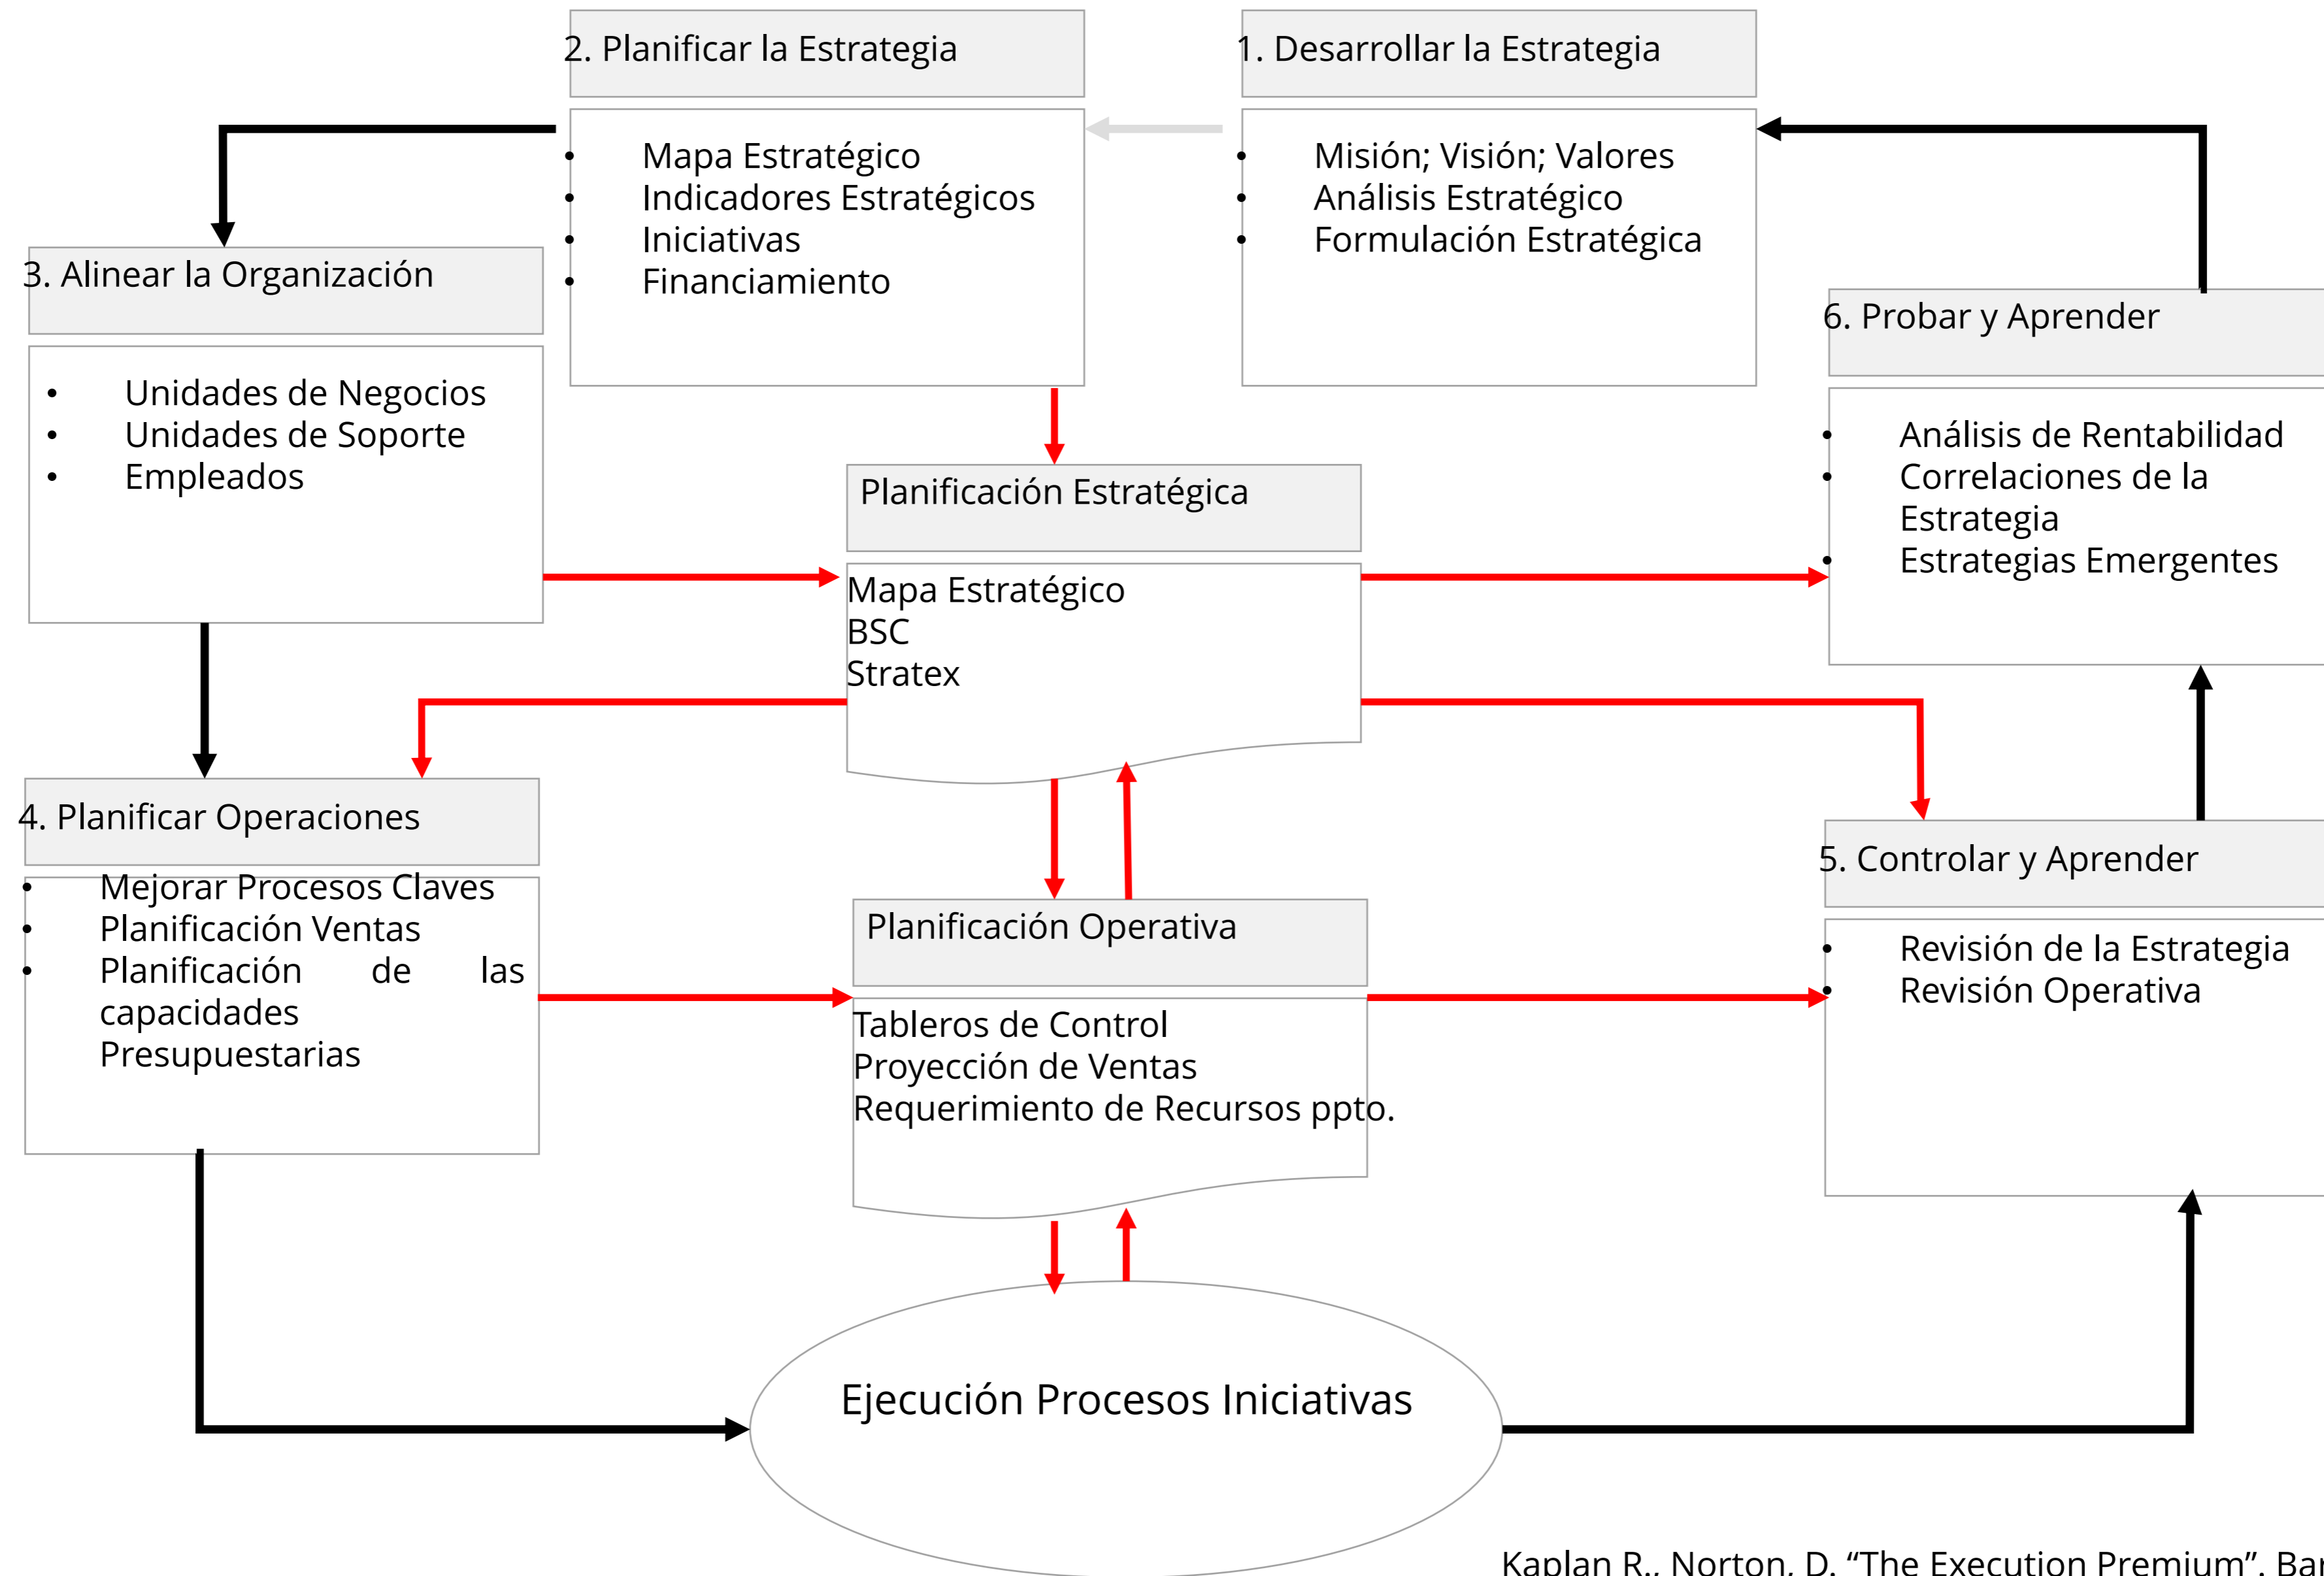 2. Planificar la Estrategia
• Mapa Estratégico
• Indicadores Estratégicos
• Iniciativas
• Financiamiento
1. Desarrollar la Estrategia
• Misión; Visión; Valores
• Análisis Estratégico
• Formulación Estratégica
3. Alinear la Organización
• Unidades de Negocios
• Unidades de Soporte
• Empleados
6. Probar y Aprender
• Análisis de Rentabilidad
• Correlaciones de la
Estrategia
• Estrategias Emergentes
Planificación Estratégica
Mapa Estratégico
BSC
Stratex
4. Planificar Operaciones
• Mejorar Procesos Claves
• Planificación Ventas
• Planificación de las
capacidades
Presupuestarias
Planificación Operativa
Tableros de Control
Proyección de Ventas
Requerimiento de Recursos ppto.
5. Controlar y Aprender
• Revisión de la Estrategia
• Revisión Operativa
Ejecución Procesos Iniciativas
Kaplan R., Norton, D. “The Execution Premium”.